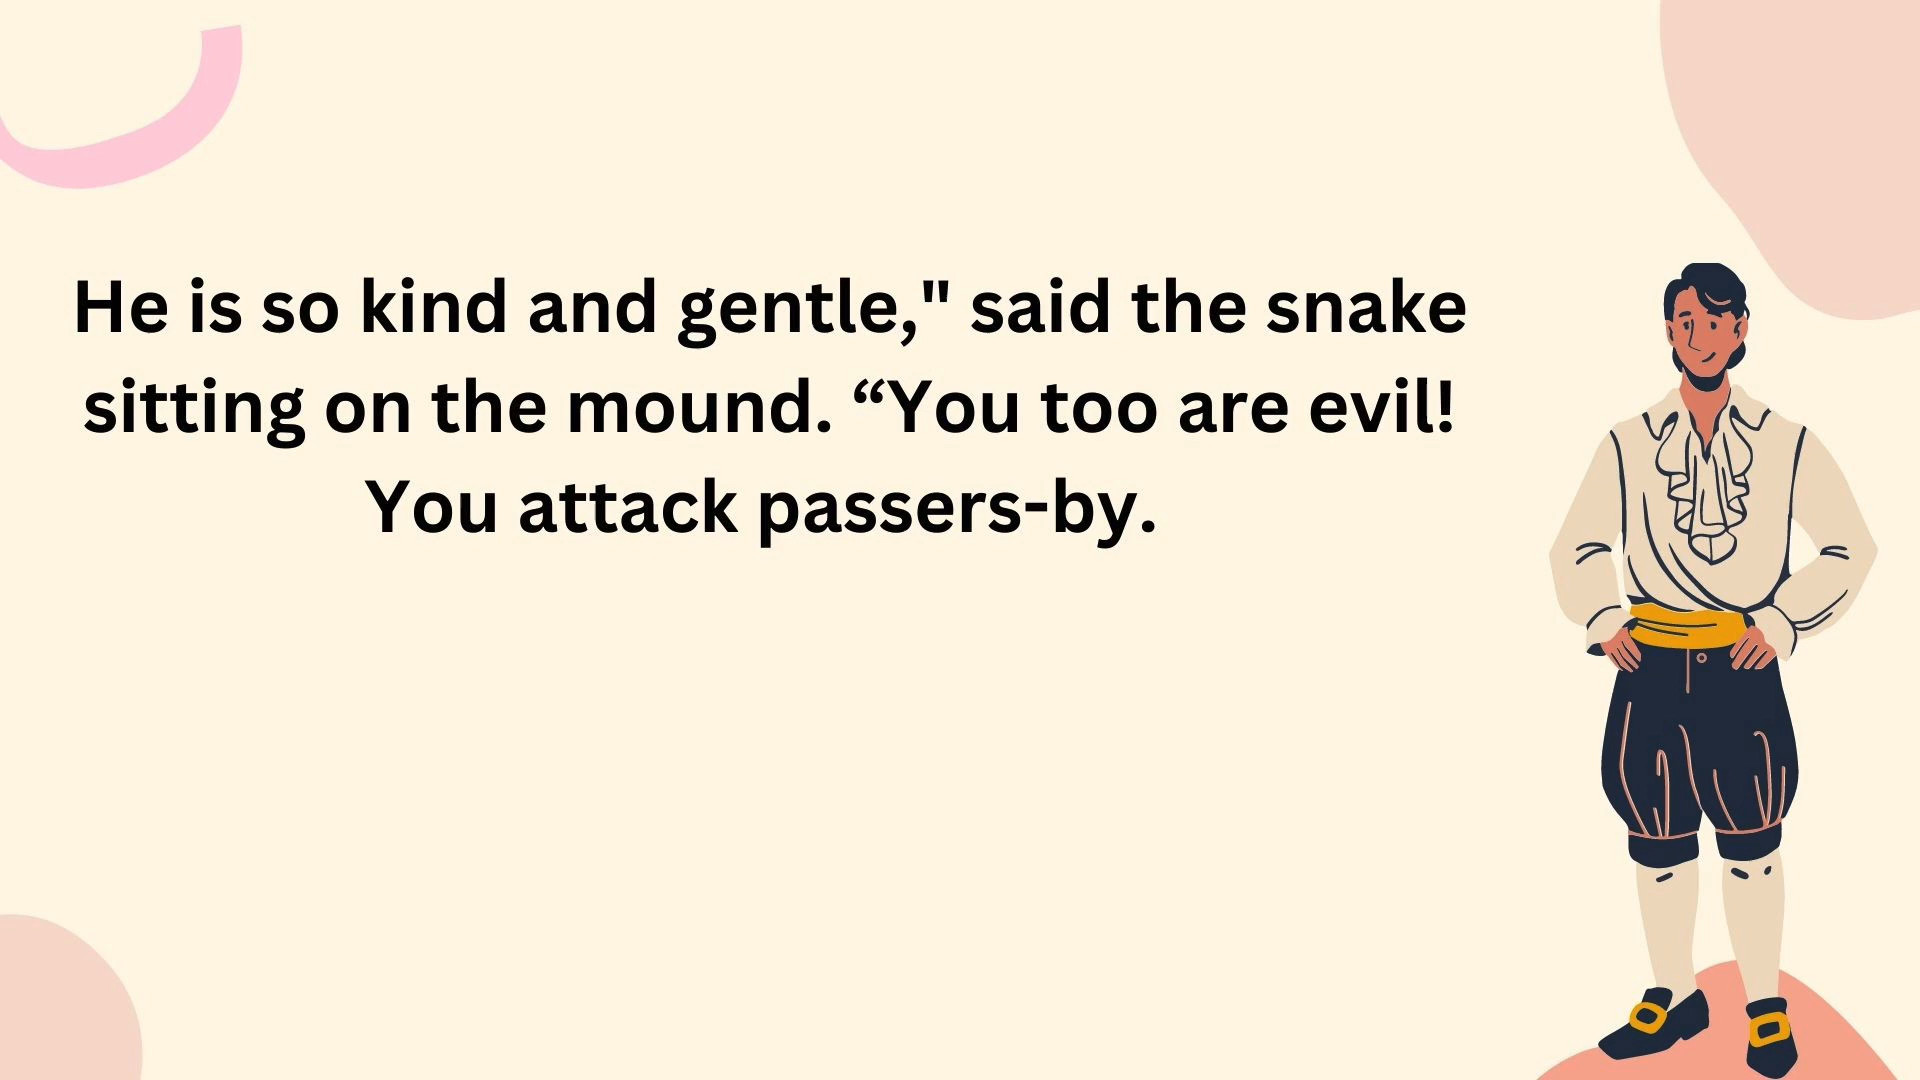 He is so kind and gentle," said the snake
sitting on the mound. “You too are evil!
You attack passers-by.